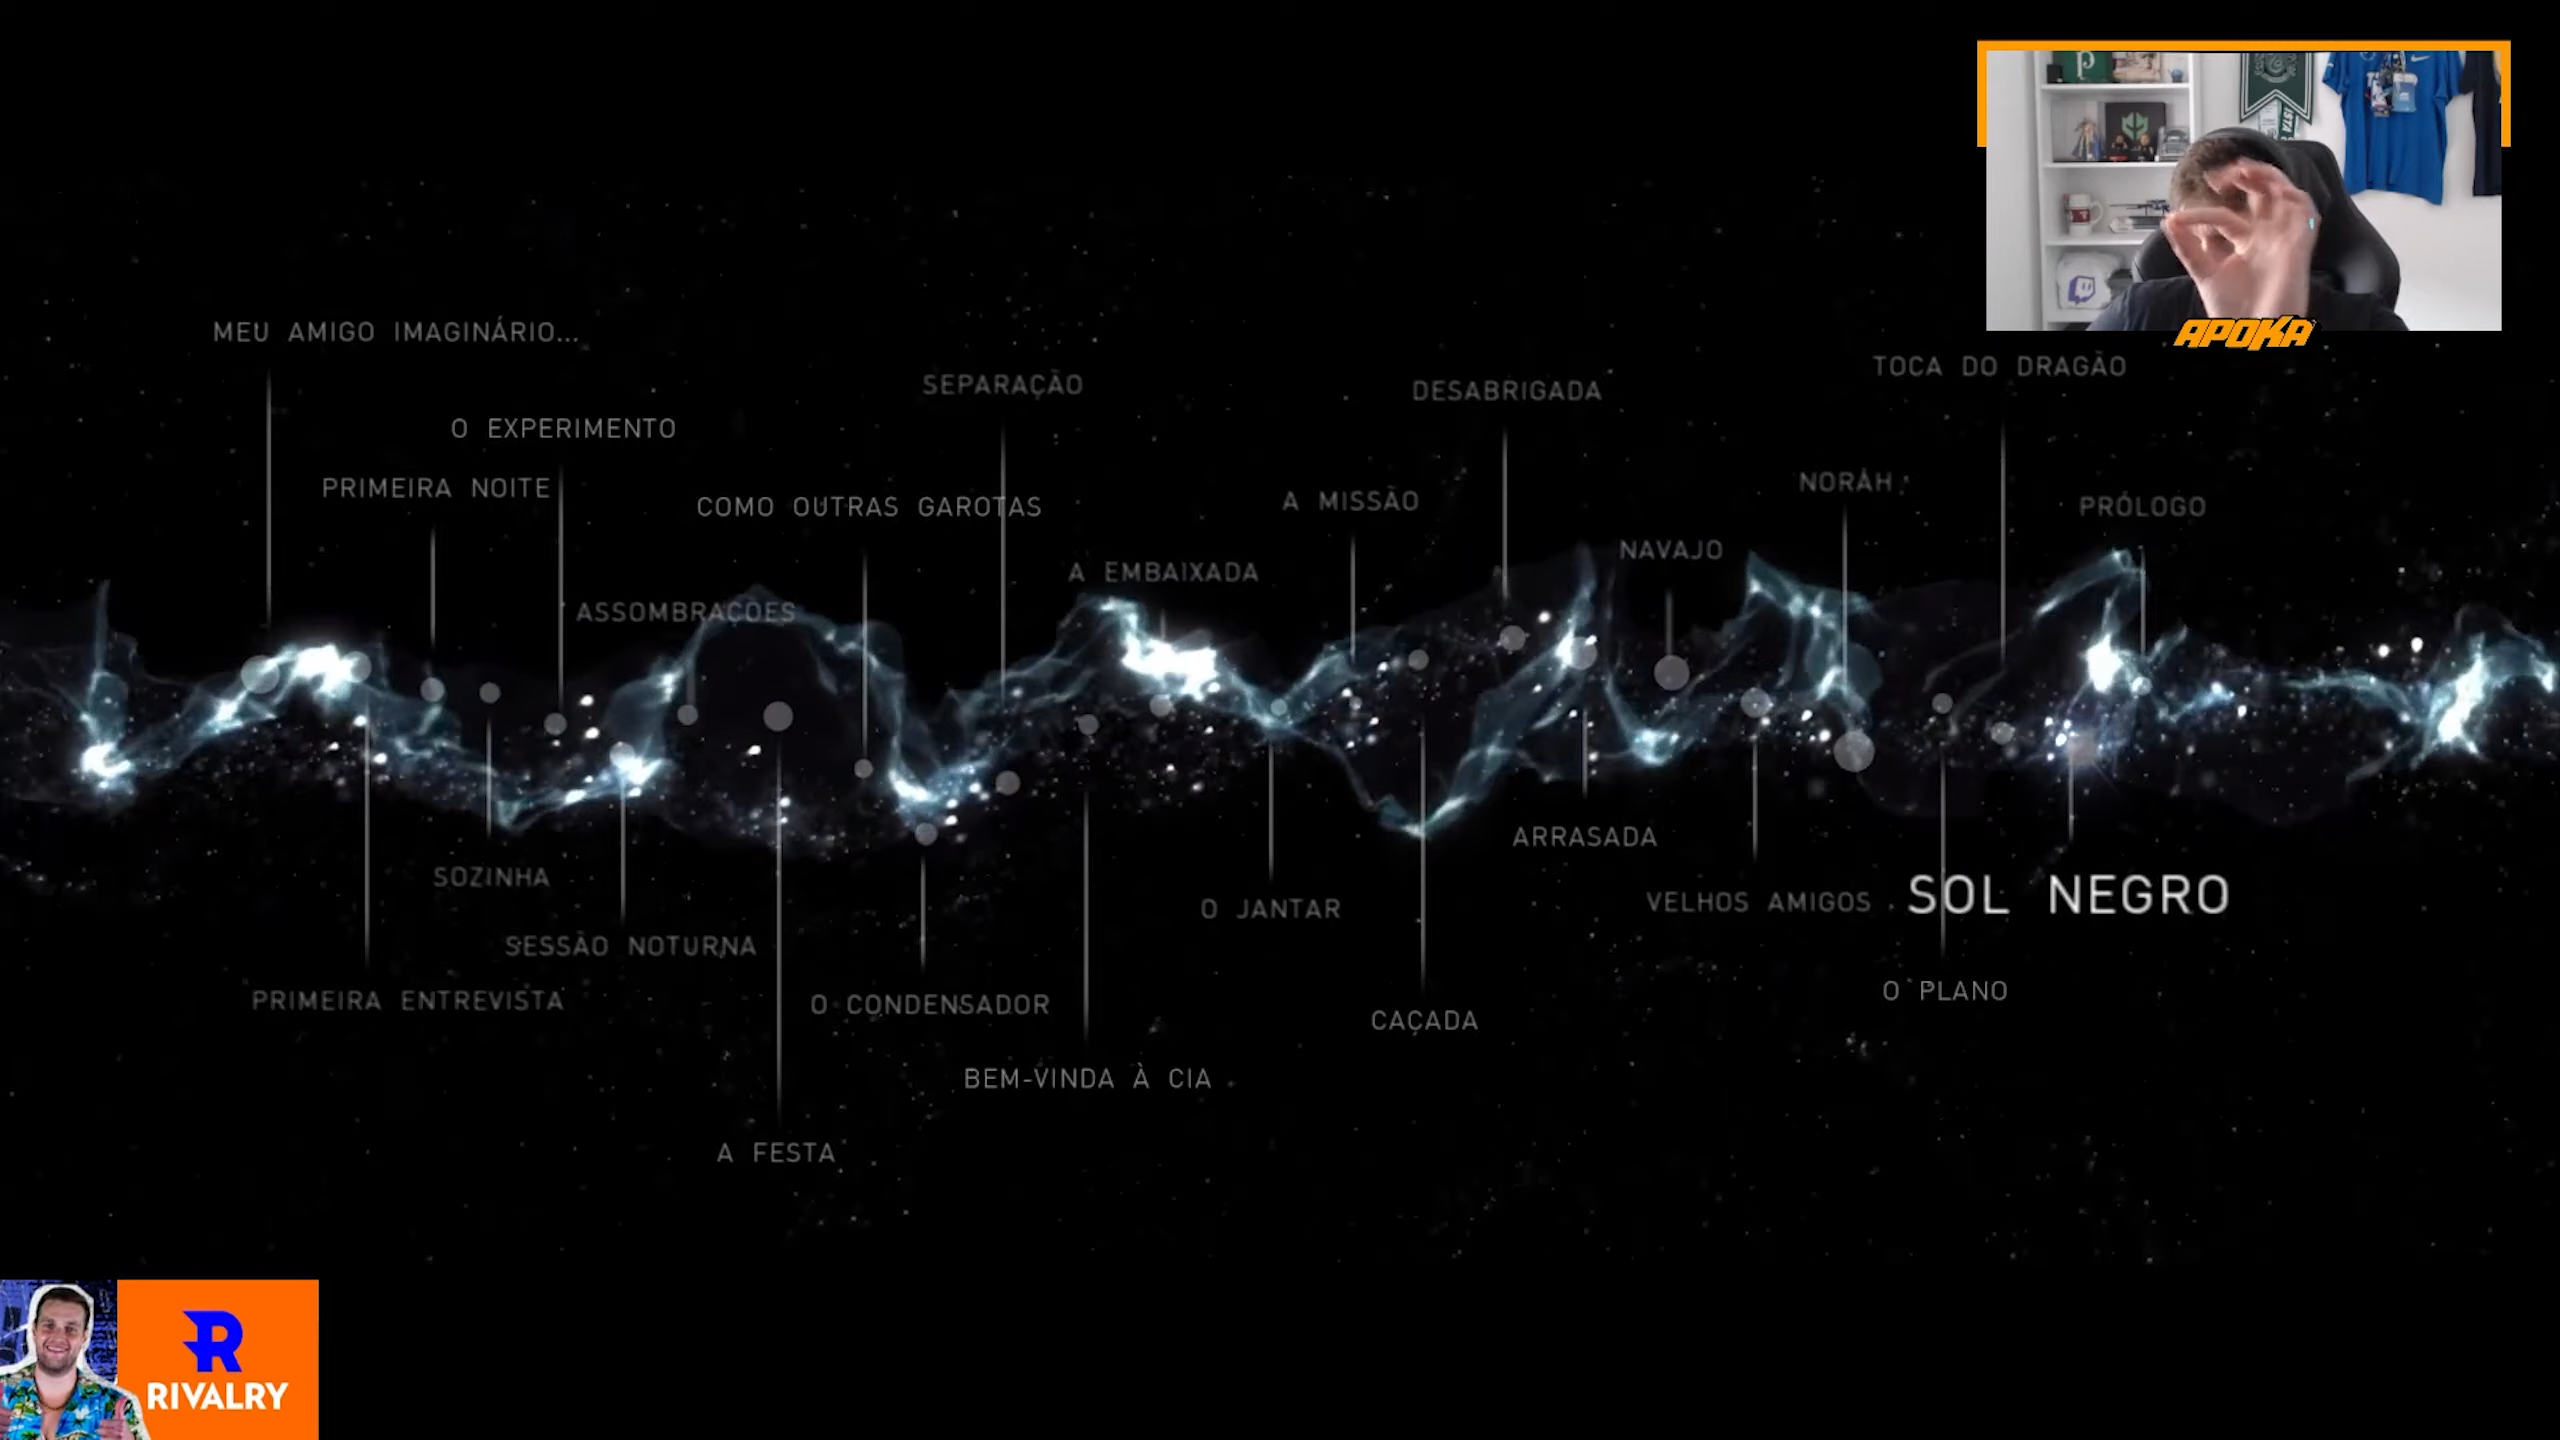 APOKA
MEU AMIGO IMAGINÁRIO...
TOCA DO DRAGÃO
SEPARAÇÃO
DESABRIGADA
O EXPERIMENTO
PRIMEIRA NOITE
NORAH
A MISSÃO
COMO OUTRAS GAROTAS
PRÓLOGO
NAVAJO
A EMBAIXADA
ASSOMBRAÇÕES
ARRASADA
SOZINHA
SOL NEGRO
VELHOS AMIGOS
O JANTAR
SESSÃO NOTURNA
O PLANO
PRIMEIRA ENTREVISTA
O CONDENSADOR
CAÇADA
BEM-VINDA À CIA
A FESTA
R
RIVALRY